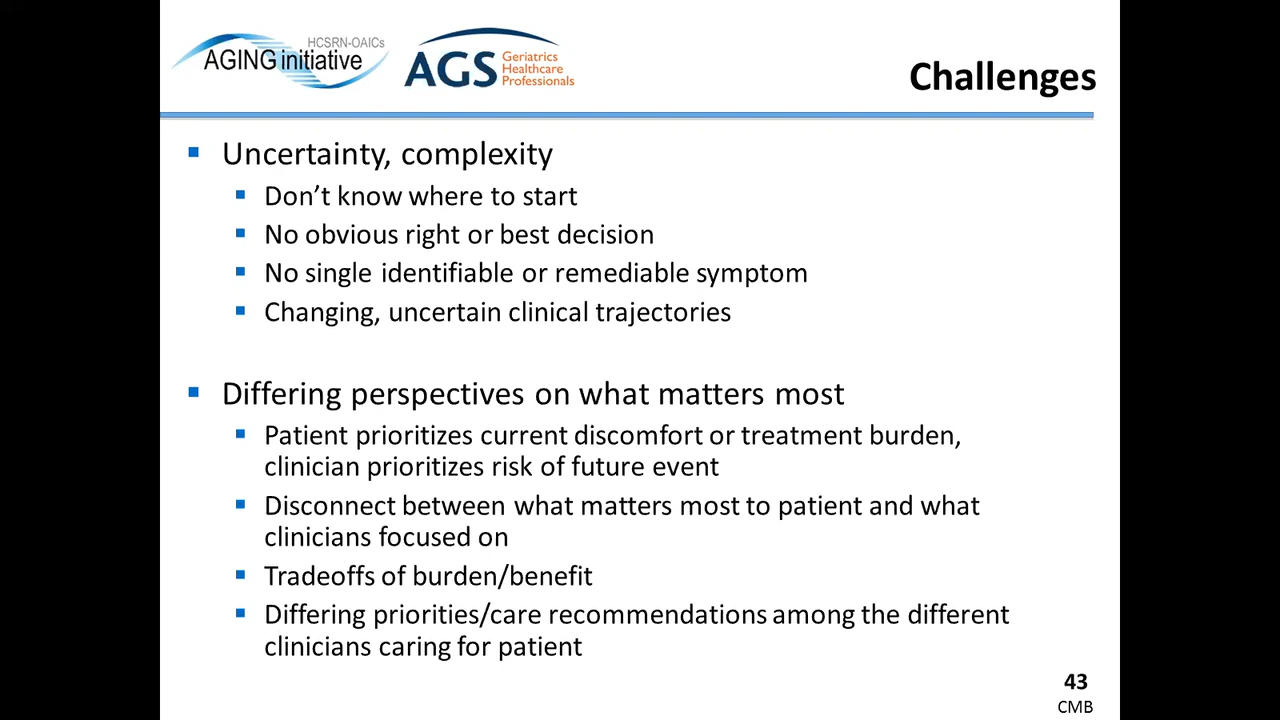 HCSRN-OAICs
AGING initiative
AGS
Geriatrics
Healthcare
Professionals
Challenges
Uncertainty, complexity
Don’t know where to start
No obvious right or best decision
No single identifiable or remediable symptom
Changing, uncertain clinical trajectories
Differing perspectives on what matters most
Patient prioritizes current discomfort or treatment burden,
clinician prioritizes risk of future event
Disconnect between what matters most to patient and what
clinicians focused on
Tradeoffs of burden/benefit
Differing priorities/care recommendations among the different
clinicians caring for patient
43
CMB